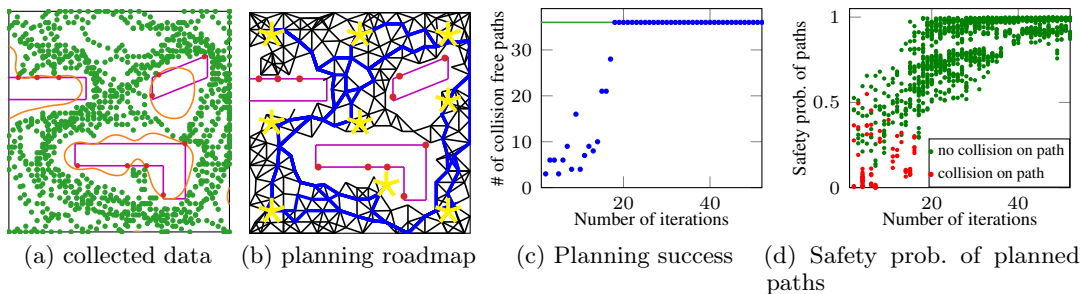 # of collision free paths
30
20
10
0
20
40
Number of iterations
Safety prob. of paths
1
0.5
0
20
40
Number of iterations
no collision on path
collision on path
(a) collected data
(b) planning roadmap
(c) Planning success
(d) Safety prob. of planned
paths